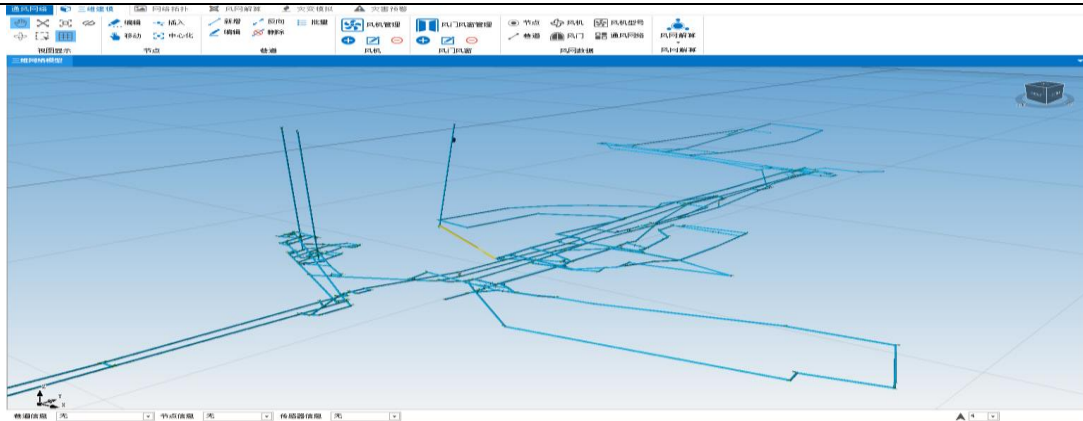 通风网络 三维建模 网络拓扑 风网解算 灾变模拟 灾害预警
编辑 插入 新增 反向 批量 风机管理 风门风窗管理 节点 风机 风机型号
移动 中心化 编辑 删除 巷道 风门 通风网络 风网解算
视图显示 节点 巷道 风机 风门风窗 风网数据 风网解算
三维网络模型
Z
Y
X
巷道信息 无 节点信息 无 传感器信息 无 4